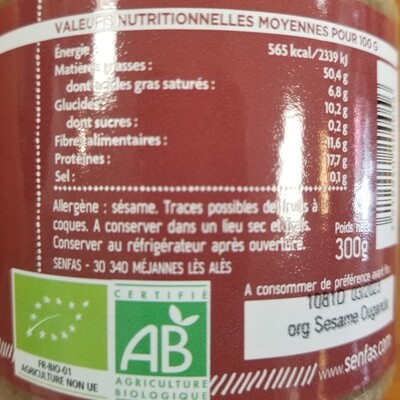 VALEURS NUTRITIONNELLES MOYENNES POUR 100 G
Énergie : 565 kcal/2339 kJ
Matières grasses : 50,4 g
dont acides gras saturés : 6,8 g
Glucides : 10,2 g
dont sucres : 0,2 g
Fibres alimentaires : 11,6 g
Protéines : 17,7 g
Sel : 0,1 g
Allergène : sésame. Traces possibles de fruits à
coques. A conserver dans un lieu sec et frais.
Conserver au réfrigérateur après ouverture.
SENFAS - 30 340 MÉJANNES LÈS ALÈS
Poids net
300g
A consommer de préférence avant
org Sesame Ouganda
www.senfas.com
FR-BIO-01
AGRICULTURE NON UE
CERTIFIÉ
AB
AGRICULTURE
BIOLOGIQUE